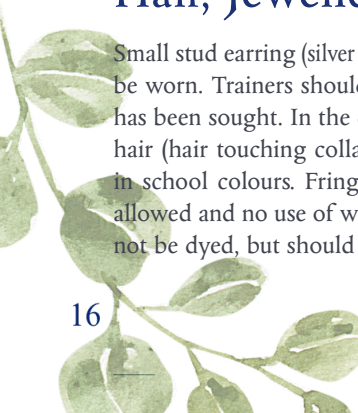 Hair, Jewelle
Small stud earring (silver
be worn. Trainers should
has been sought. In the
hair (hair touching colla
in school colours. Fring
allowed and no use of w
not be dyed, but should
16